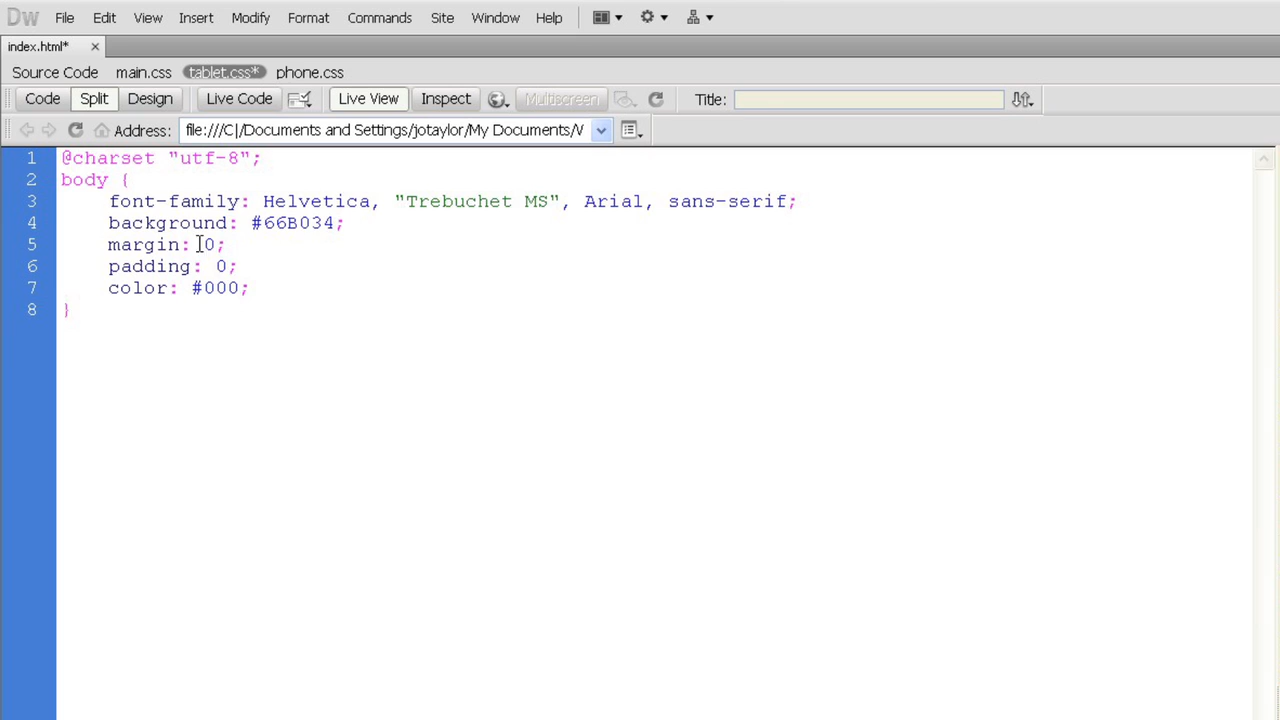 Dw File Edit View Insert Modify Format Commands Site Window Help
index.html*
Source Code main.css tablet.css* phone.css
Code Split Design Live Code Live View Inspect Multiscreen Title:
Address: file:///C|/Documents and Settings/jotaylor/My Documents/
1 @charset "utf-8";
2 body {
3 font-family: Helvetica, "Trebuchet MS", Arial, sans-serif;
4 background: #66B034;
5 margin: 0;
6 padding: 0;
7 color: #000;
8 }